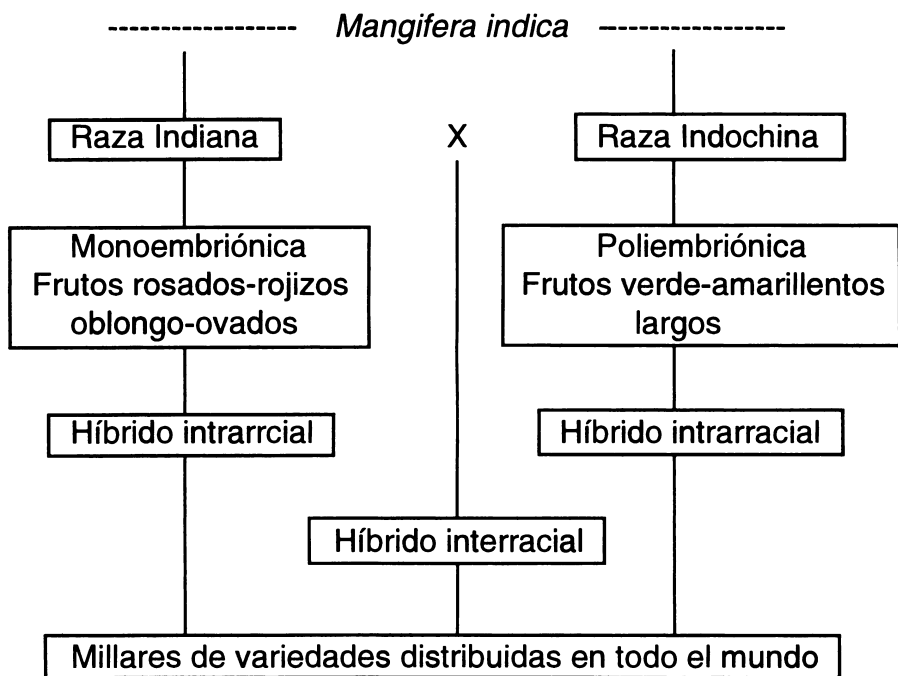 Mangifera indica
Raza Indiana
X
Raza Indochina
Monoembriónica
Frutos rosados-rojizos
oblongo-ovados
Poliembriónica
Frutos verde-amarillentos
largos
Híbrido intrarrcial
Híbrido intrarracial
Híbrido interracial
Millares de variedades distribuidas en todo el mundo